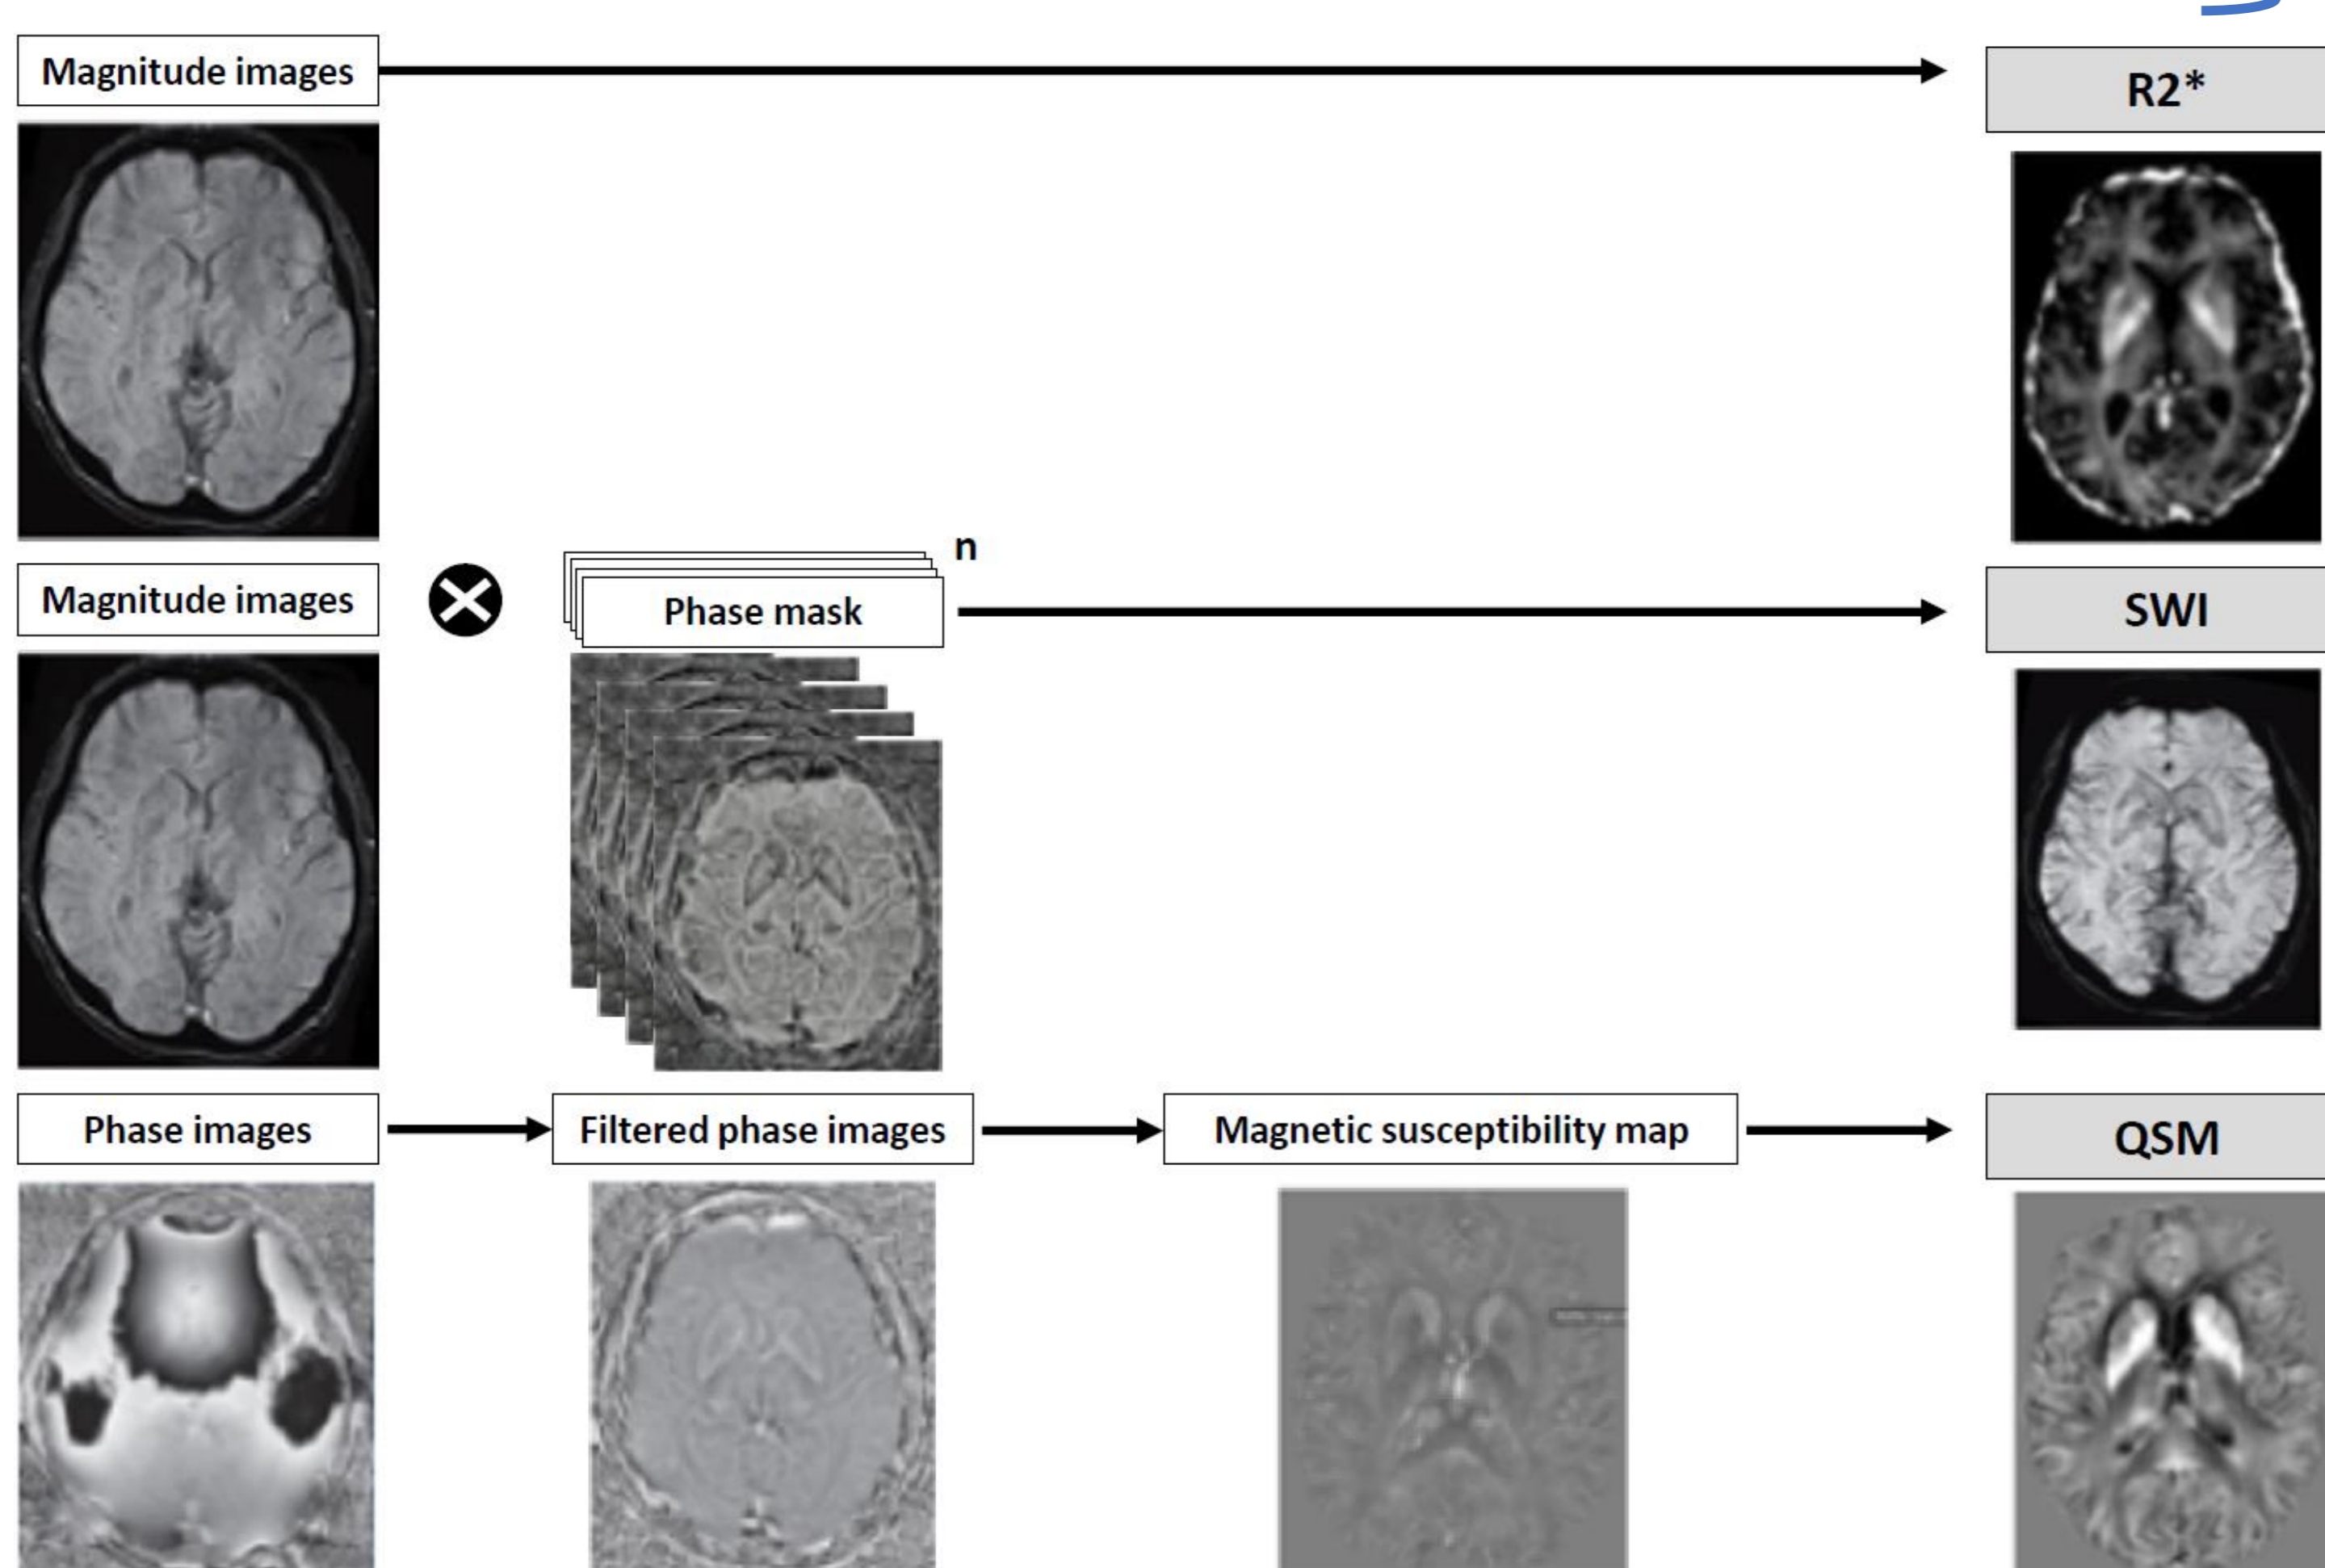 Magnitude images
R2*
Magnitude images
n
Phase mask
SWI
Phase images
Filtered phase images
Magnetic susceptibility map
QSM